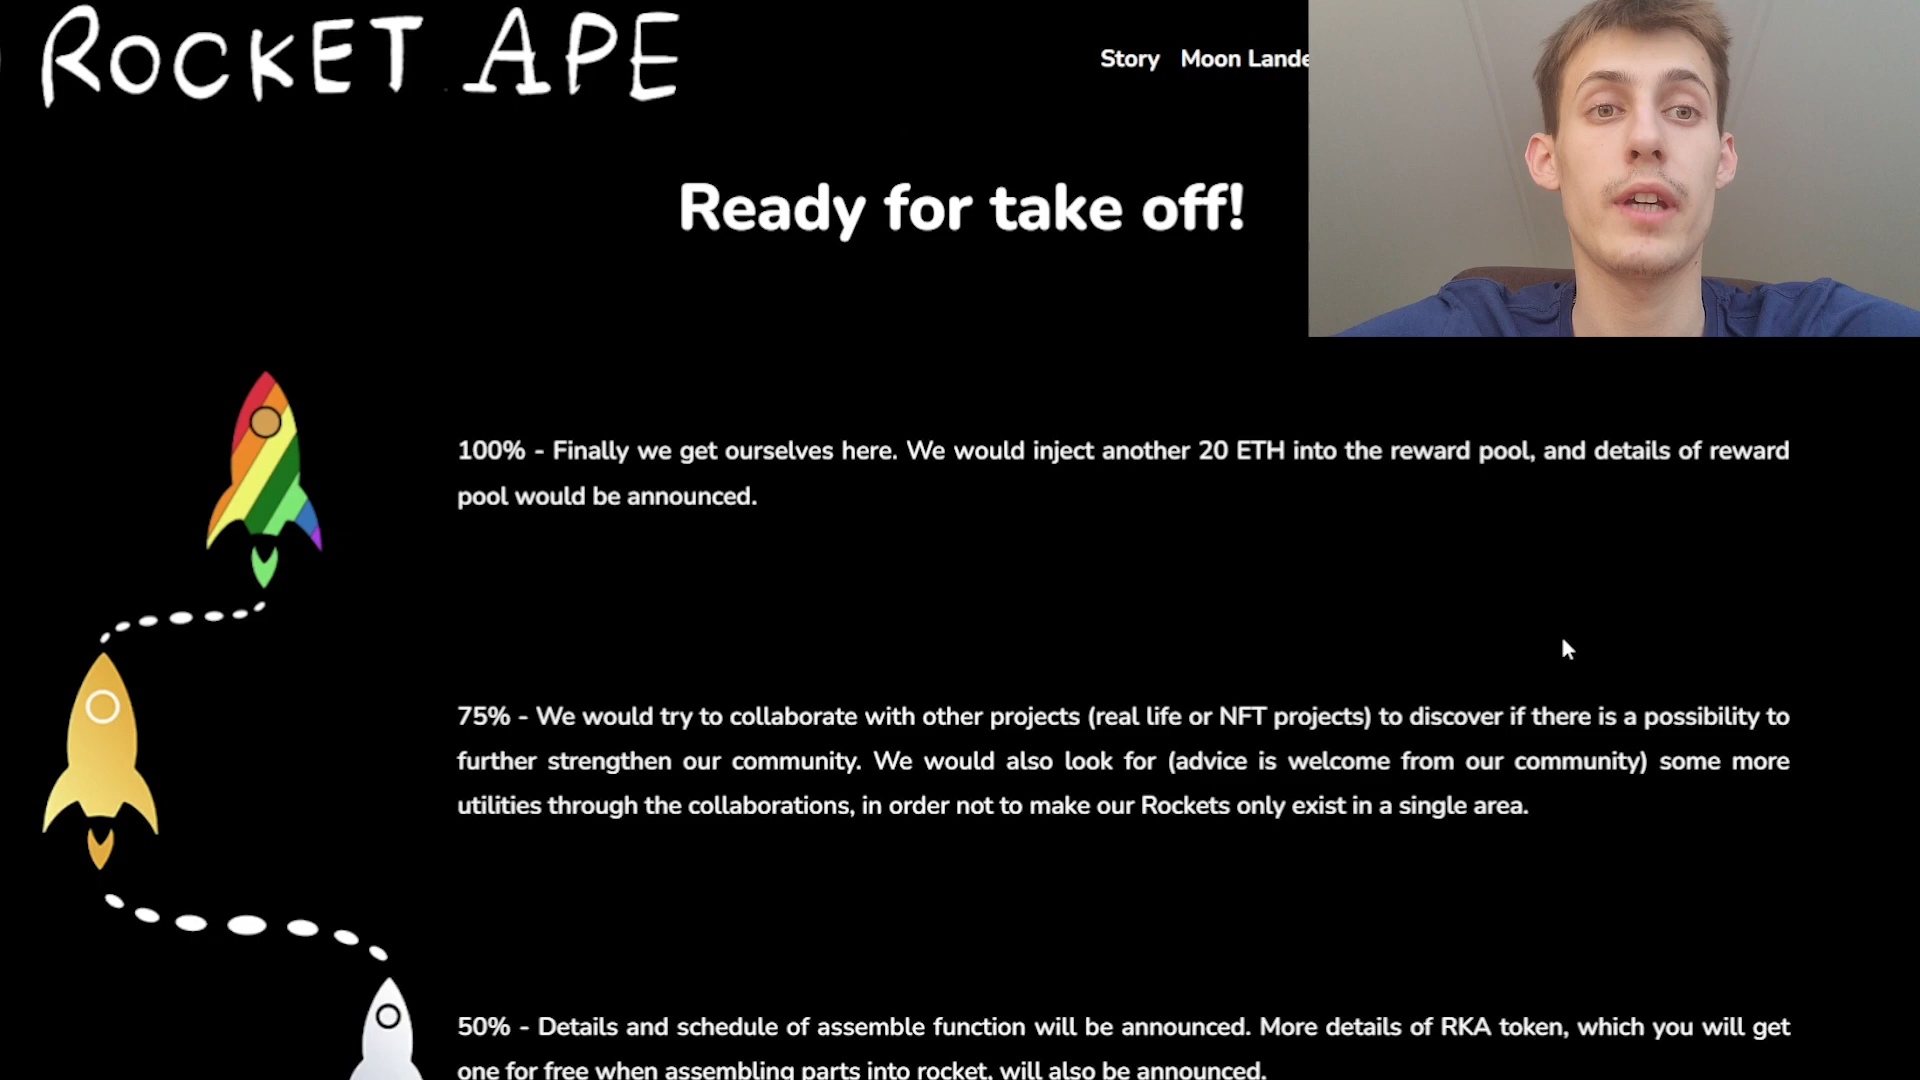 ROCKET APE
Story Moon Lande
Ready for take off!
100% - Finally we get ourselves here. We would inject another 20 ETH into the reward pool, and details of reward
pool would be announced.
75% - We would try to collaborate with other projects (real life or NFT projects) to discover if there is a possibility to
further strengthen our community. We would also look for (advice is welcome from our community) some more
utilities through the collaborations, in order not to make our Rockets only exist in a single area.
50% - Details and schedule of assemble function will be announced. More details of RKA token, which you will get
one for free when assembling parts into rocket, will also be announced.